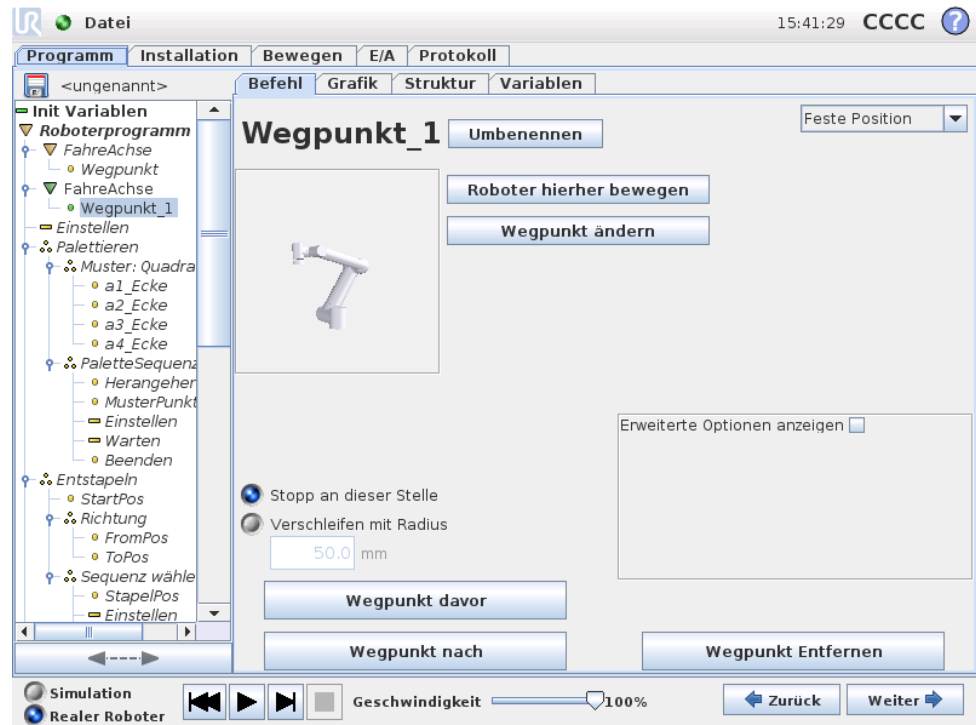 Datei 15:41:29 CCCC ?
Programm Installation Bewegen E/A Protokoll
<ungenannt> Befehl Grafik Struktur Variablen
Init Variablen
Roboterprogramm
FahreAchse
Wegpunkt
FahreAchse
Wegpunkt_1
Einstellen
Palettieren
Muster: Quadra
a1_Ecke
a2_Ecke
a3_Ecke
a4_Ecke
PaletteSequenz
Herangeher
MusterPunkt
Einstellen
Warten
Beenden
Entstapeln
StartPos
Richtung
FromPos
ToPos
Sequenz wähle
StapelPos
Einstellen
Wegpunkt_1 Umbenennen Feste Position
Roboter hierher bewegen
Wegpunkt ändern
Erweiterte Optionen anzeigen
Stopp an dieser Stelle
Verschleifen mit Radius
50.0 mm
Wegpunkt davor
Wegpunkt nach Wegpunkt Entfernen
Simulation
Realer Roboter
Geschwindigkeit 100% Zurück Weiter